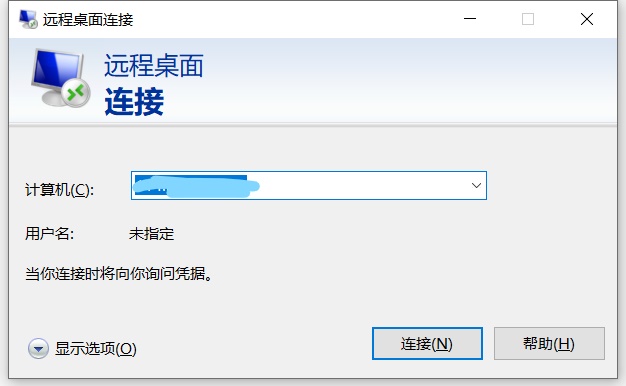 远程桌面连接
远程桌面
连接
计算机(C):
用户名: 未指定
当你连接时将向你询问凭据。
显示选项(O) 连接(N) 帮助(H)